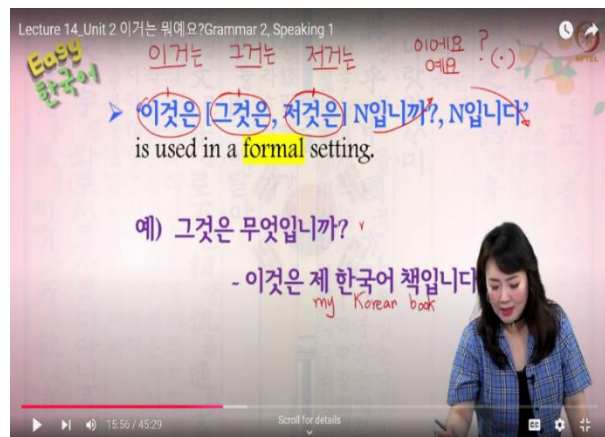 Lecture 14_Unit 2 이거는 뭐예요?Grammar 2, Speaking 1
Easy
한국어
이거는 그거는 저거는 이에요 ? (.)
예요
NPTEL
➢ '이것은 [그것은, 저것은] N입니까?, N입니다'
is used in a formal setting.
예) 그것은 무엇입니까?
~ 이것은 제 한국어 책입니다
my Korean book
15:56 / 45:29
Scroll for details
CC